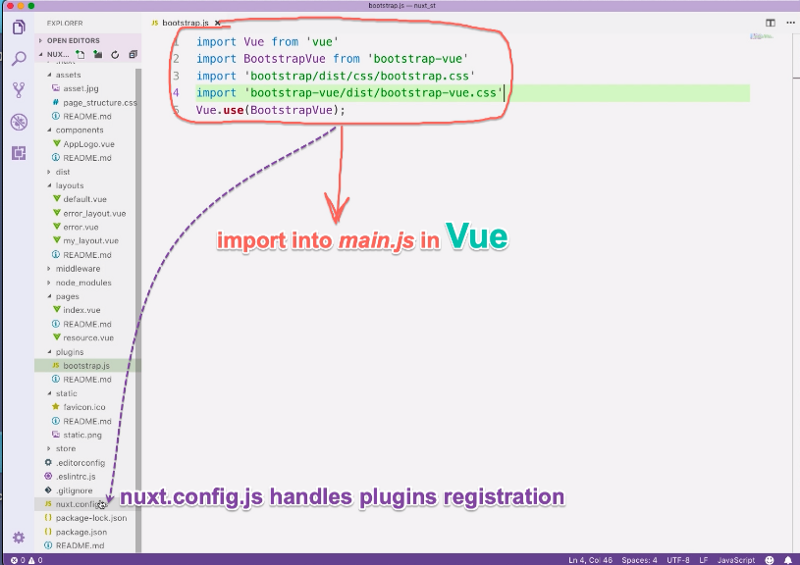 bootstrap.js — nuxt_st
EXPLORER
OPEN EDITORS
NUX...
assets
asset.jpg
page_structure.css
README.md
components
AppLogo.vue
README.md
dist
layouts
default.vue
error_layout.vue
error.vue
my_layout.vue
README.md
middleware
node_modules
pages
index.vue
README.md
resource.vue
plugins
JS bootstrap.js
README.md
static
favicon.ico
README.md
static.png
store
.editorconfig
.eslintrc.js
.gitignore
JS nuxt.config
package-lock.json
package.json
README.md
JS bootstrap.js
1 import Vue from 'vue'
2 import BootstrapVue from 'bootstrap-vue'
3 import 'bootstrap/dist/css/bootstrap.css'
4 import 'bootstrap-vue/dist/bootstrap-vue.css'
5 Vue.use(BootstrapVue);
import into main.js in Vue
nuxt.config.js handles plugins registration
0 0
Ln 4, Col 46 Spaces: 4 UTF-8 LF JavaScript